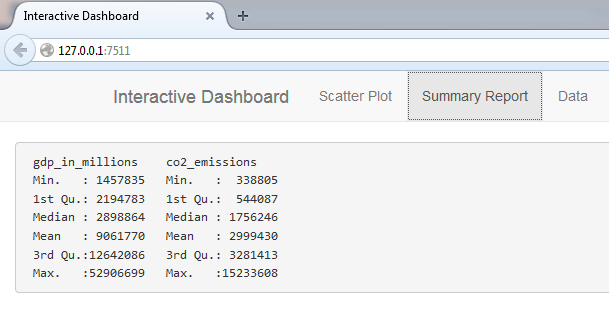 Interactive Dashboard
127.0.0.1:7511
Interactive Dashboard Scatter Plot Summary Report Data
gdp_in_millions co2_emissions
Min. : 1457835 Min. : 338805
1st Qu.: 2194783 1st Qu.: 544087
Median : 2898864 Median : 1756246
Mean : 9061770 Mean : 2999430
3rd Qu.:12642086 3rd Qu.: 3281413
Max. :52906699 Max. :15233608